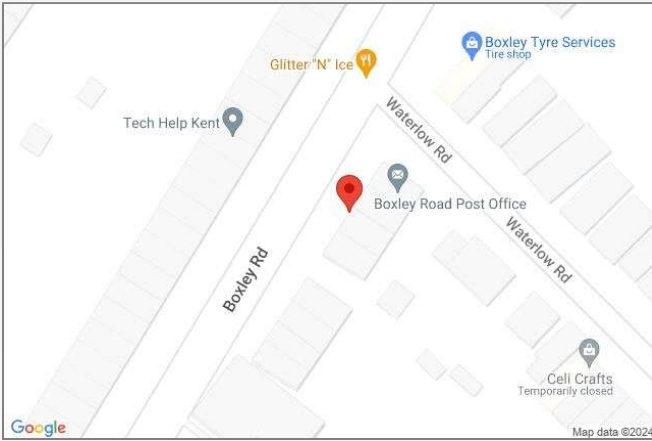 Glitter "N" Ice
Boxley Tyre Services
Tire shop
Tech Help Kent
Waterlow Rd
Boxley Road Post Office
Waterlow Rd
Boxley Rd
Celi Crafts
Temporarily closed
Google
Map data ©2024